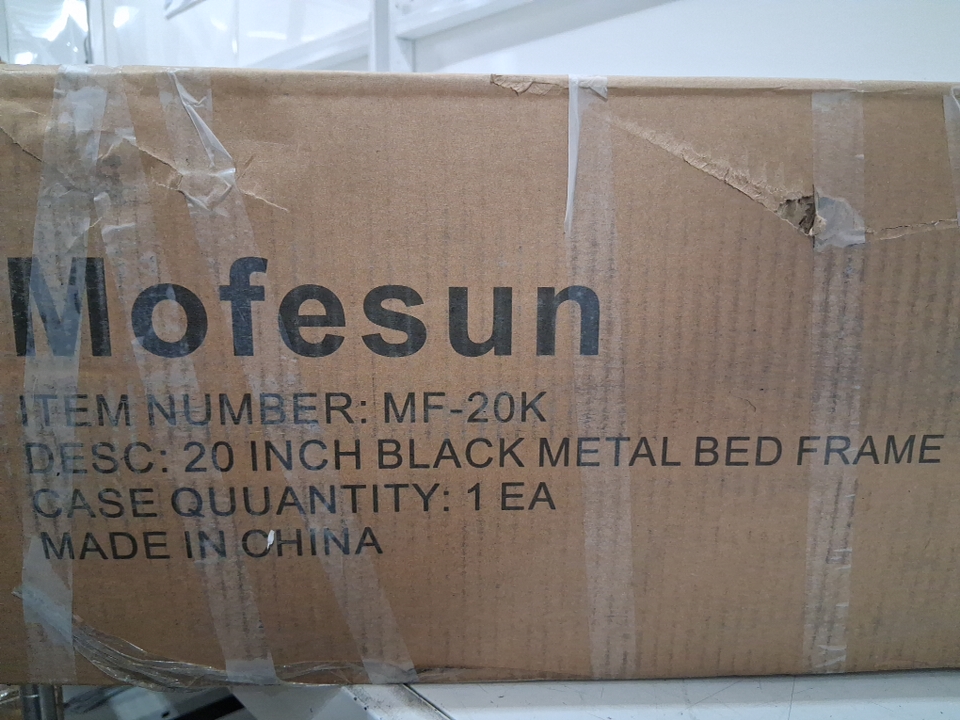 Mofesun
ITEM NUMBER: MF-20K
DESC: 20 INCH BLACK METAL BED FRAME
CASE QUUANTITY: 1 EA
MADE IN CHINA